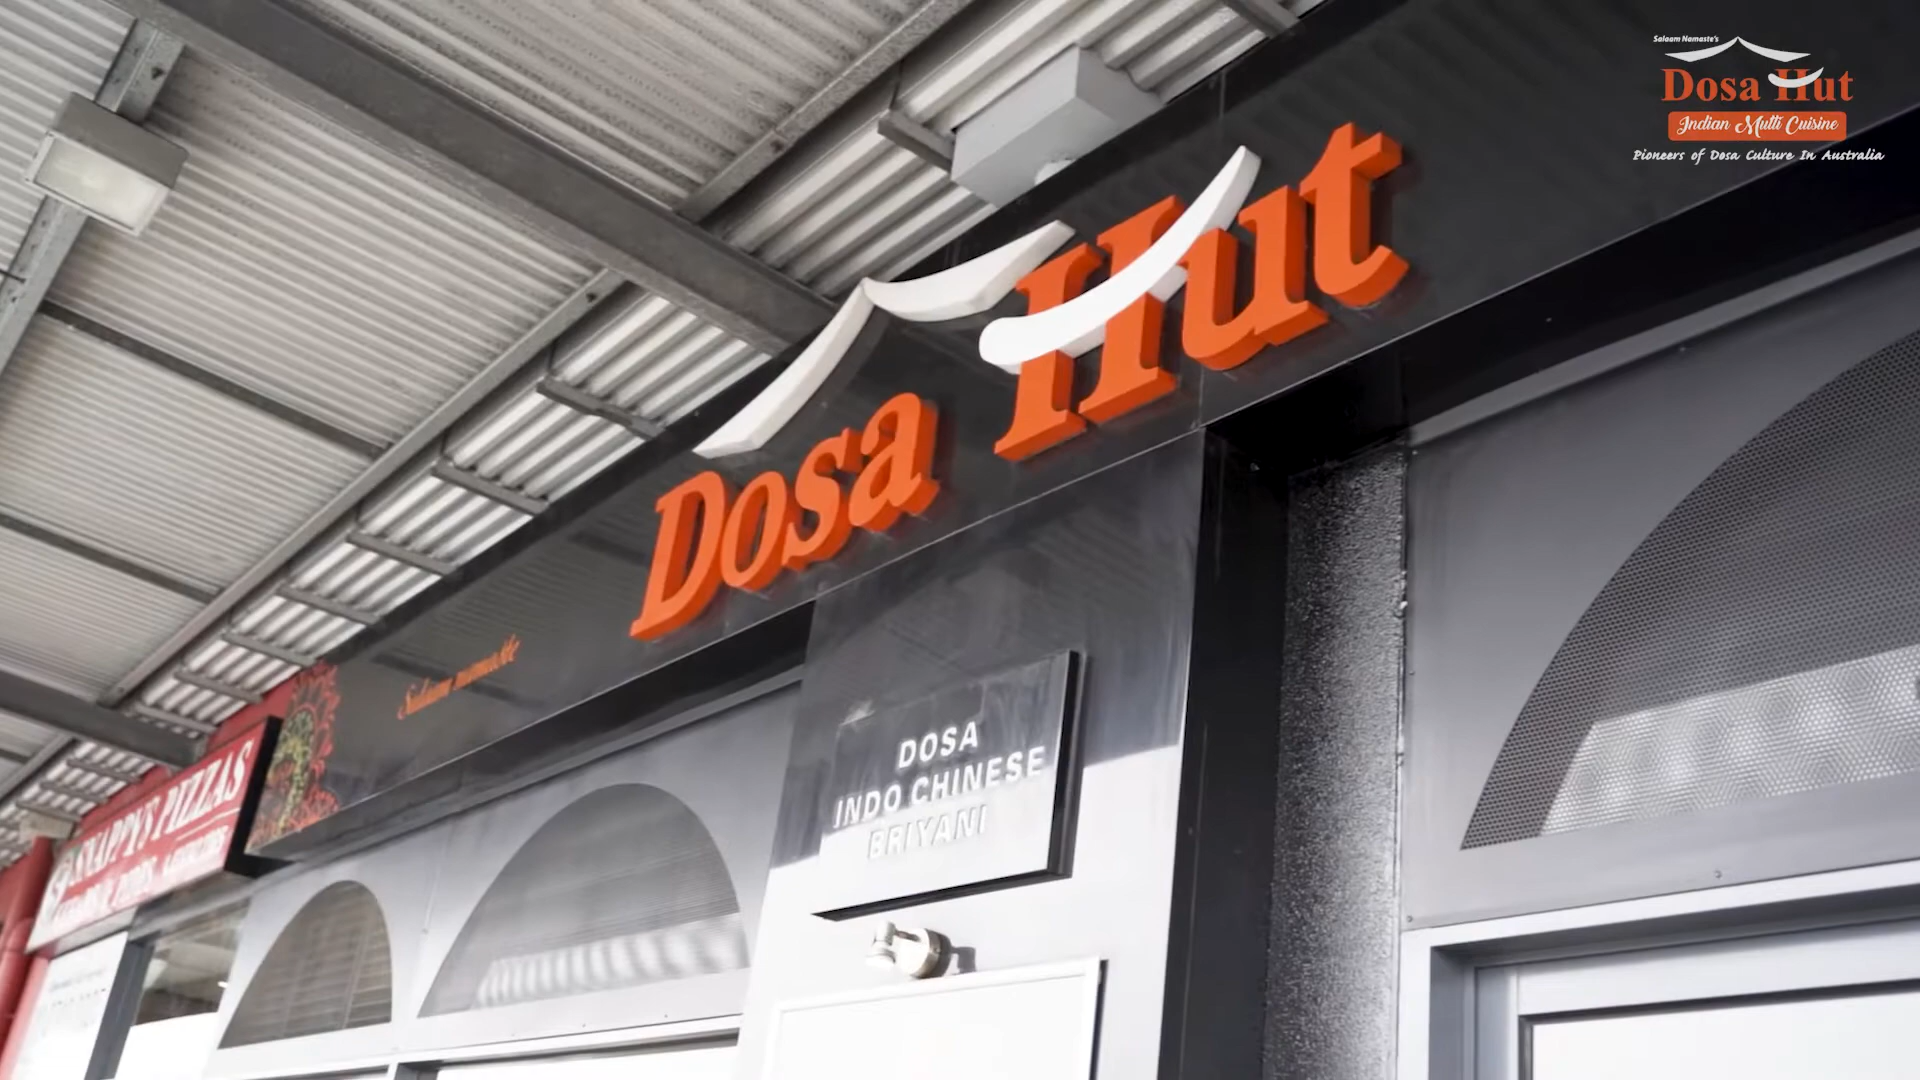 Salaam Namaste's
Dosa Hut
Indian Multi Cuisine
Pioneers of Dosa Culture In Australia
Dosa Hut
Salaam namaste
DOSA
INDO CHINESE
BRIYANI
SNAPPY'S PIZZAS